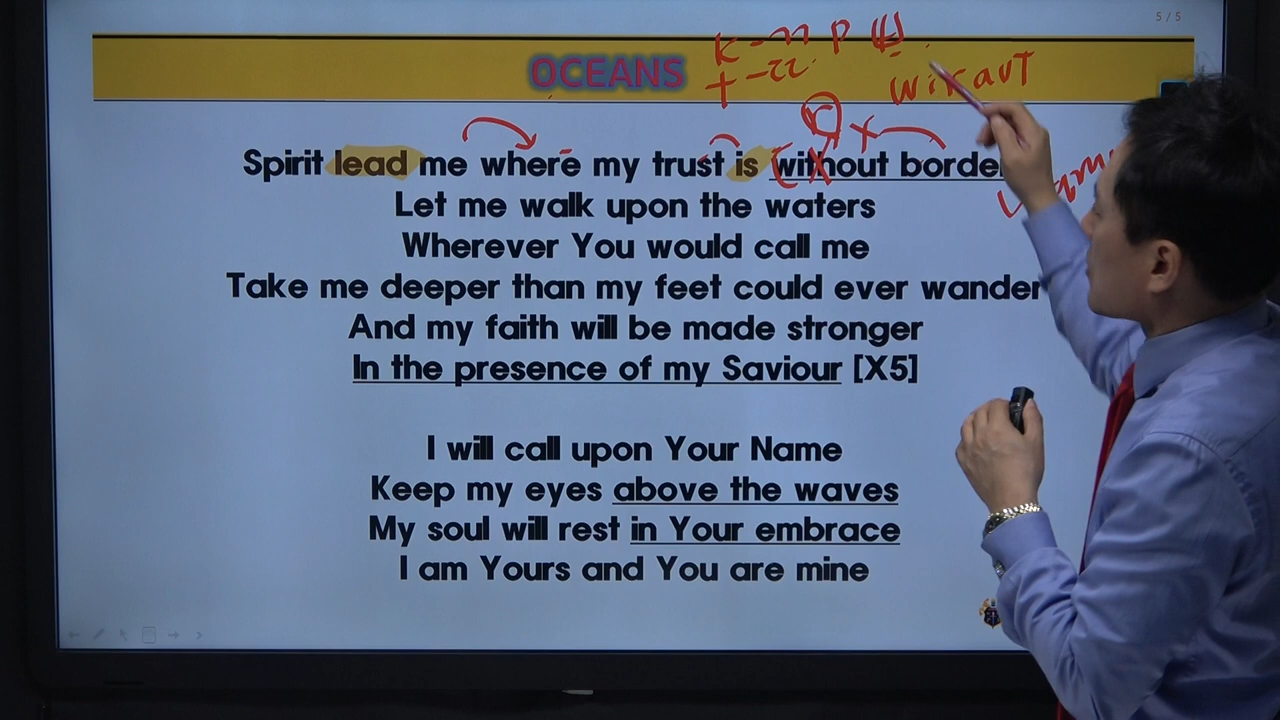 5 / 5
OCEANS
Spirit lead me where my trust is without border
Let me walk upon the waters
Wherever You would call me
Take me deeper than my feet could ever wander
And my faith will be made stronger
In the presence of my Saviour [X5]
I will call upon Your Name
Keep my eyes above the waves
My soul will rest in Your embrace
I am Yours and You are mine